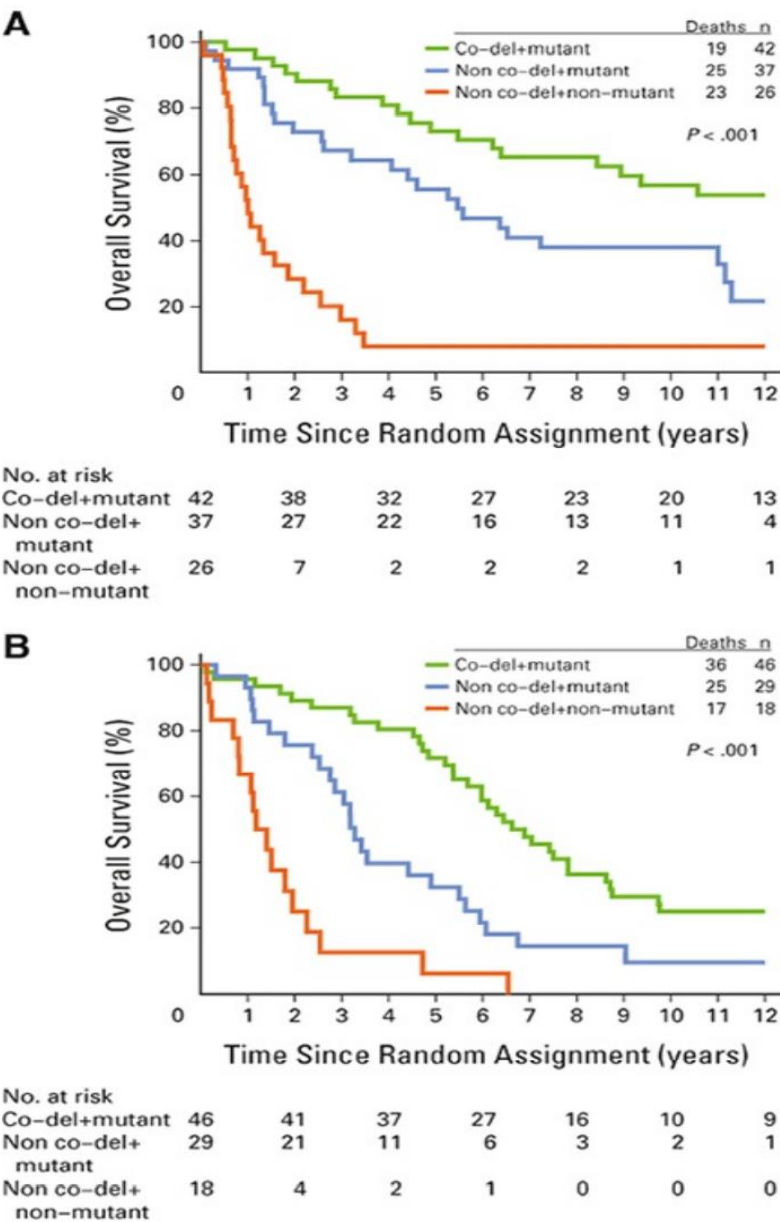 A
Deaths n
Co-del+mutant 19 42
Non co-del+mutant 25 37
Non co-del+non-mutant 23 26
P < .001
Overall Survival (%)
100
80
60
40
20
0 1 2 3 4 5 6 7 8 9 10 11 12
Time Since Random Assignment (years)
No. at risk
Co-del+mutant 42 38 32 27 23 20 13
Non co-del+ 37 27 22 16 13 11 4
mutant
Non co-del+ 26 7 2 2 2 1 1
non-mutant
B
Deaths n
Co-del+mutant 36 46
Non co-del+mutant 25 29
Non co-del+non-mutant 17 18
P < .001
Overall Survival (%)
100
80
60
40
20
0 1 2 3 4 5 6 7 8 9 10 11 12
Time Since Random Assignment (years)
No. at risk
Co-del+mutant 46 41 37 27 16 10 9
Non co-del+ 29 21 11 6 3 2 1
mutant
Non co-del+ 18 4 2 1 0 0 0
non-mutant